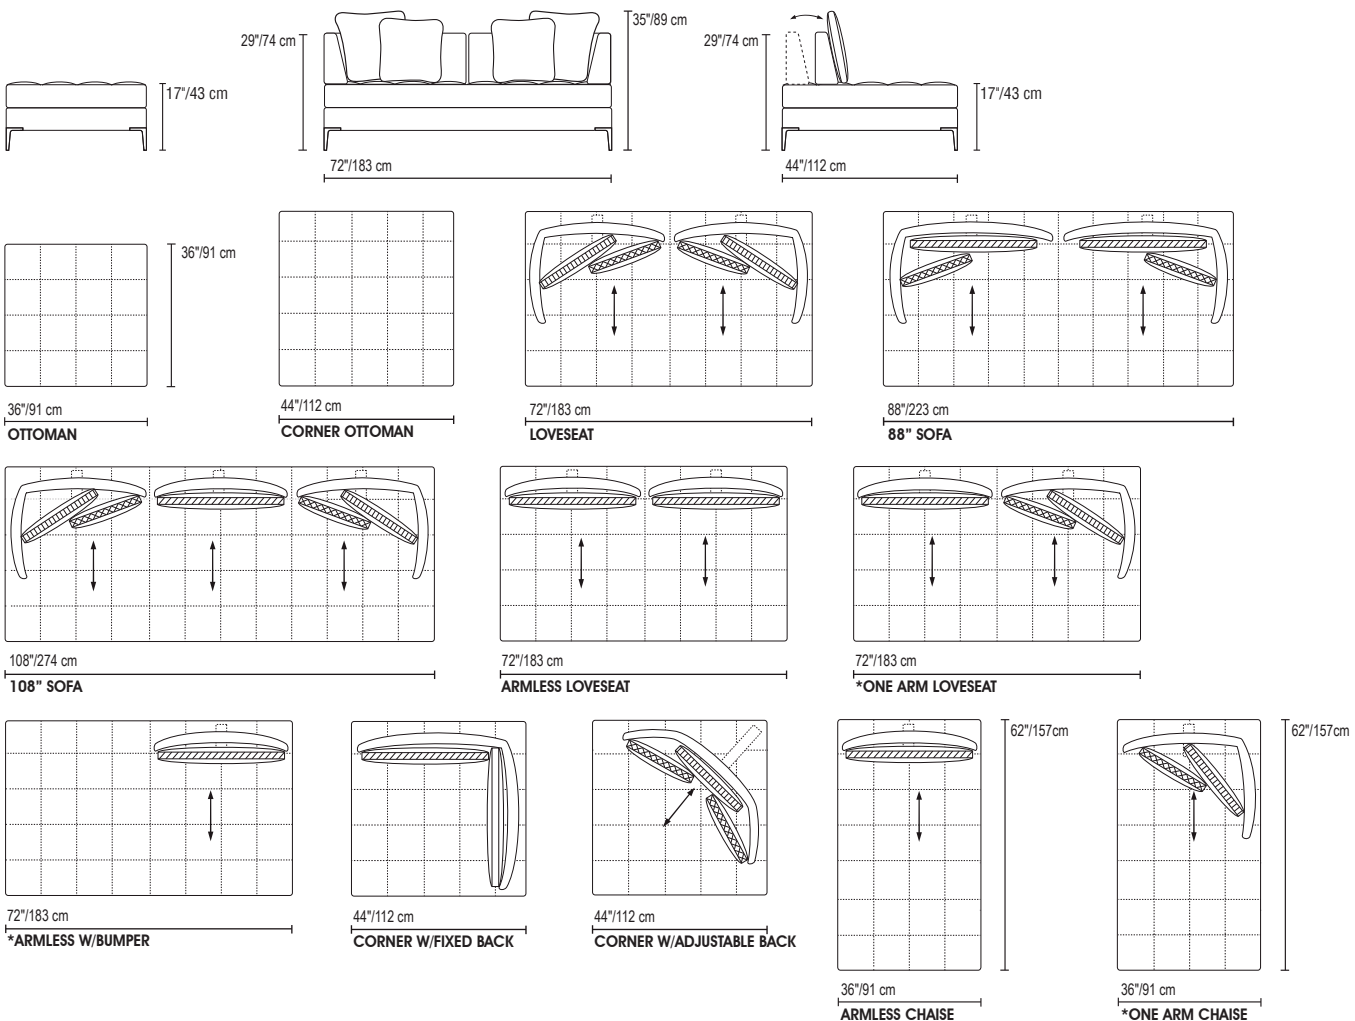 35"/89 cm
29"/74 cm
29"/74 cm
17"/43 cm
17"/43 cm
72"/183 cm
44"/112 cm
36"/91 cm
36"/91 cm
OTTOMAN
44"/112 cm
CORNER OTTOMAN
72"/183 cm
LOVESEAT
88"/223 cm
88” SOFA
108"/274 cm
108” SOFA
72"/183 cm
ARMLESS LOVESEAT
72"/183 cm
*ONE ARM LOVESEAT
62"/157cm
62"/157cm
72"/183 cm
*ARMLESS W/BUMPER
44"/112 cm
CORNER W/FIXED BACK
44"/112 cm
CORNER W/ADJUSTABLE BACK
36"/91 cm
ARMLESS CHAISE
36"/91 cm
*ONE ARM CHAISE